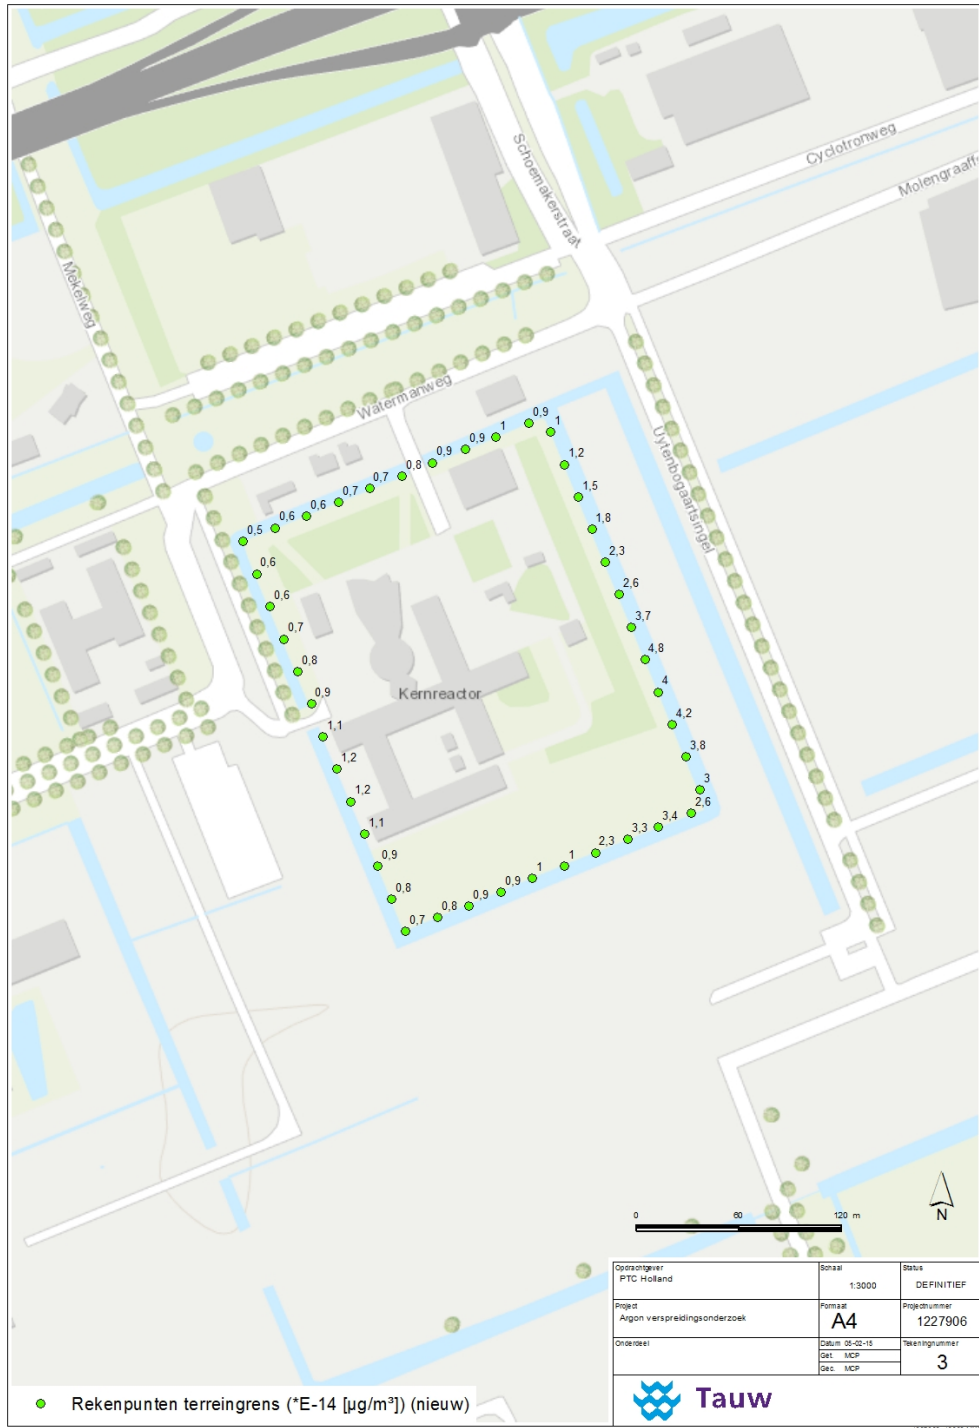 Schoemakerstraat
Cyclotronweg
Molengraaff
Mekelweg
Watermanweg
Uytenbogaartsingel
0,9
1
1
0,9
1,2
0,9
0,8
1,5
0,7
0,7
1,8
0,6
0,6
0,5
2,3
0,6
2,6
0,6
3,7
0,7
4,8
0,8
4
Kernreactor
0,9
4,2
1,1
3,8
1,2
3
1,2
2,6
3,4
1,1
3,3
2,3
1
0,9
1
0,9
0,8
0,9
0,8
0,7
N
0 60 120 m
Opdrachtgever
PTC Holland
Schaal
1:3000
Status
DEFINITIEF
Project
Argon verspreidingsonderzoek
Formaat
A4
Projectnummer
1227906
Onderdeel
Datum 05-02-15
Get. MCP
Gec. MCP
Tekeningnummer
3
Tauw
Rekenpunten terreingrens (*E-14 [µg/m³]) (nieuw)